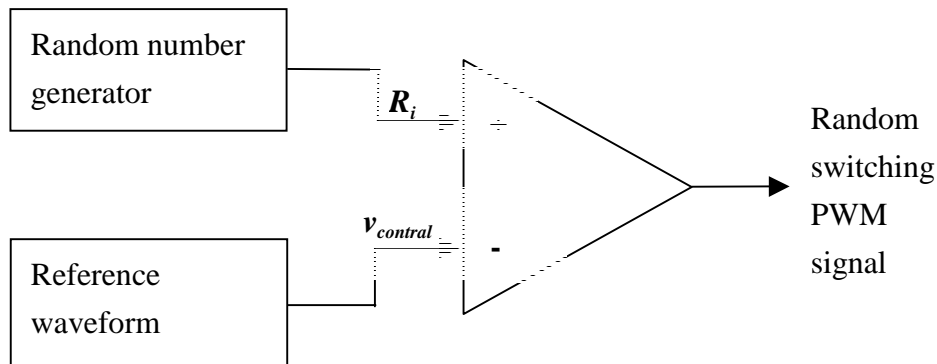 Random number
generator
R_i
÷
Random
switching
PWM
signal
v_contral
-
Reference
waveform